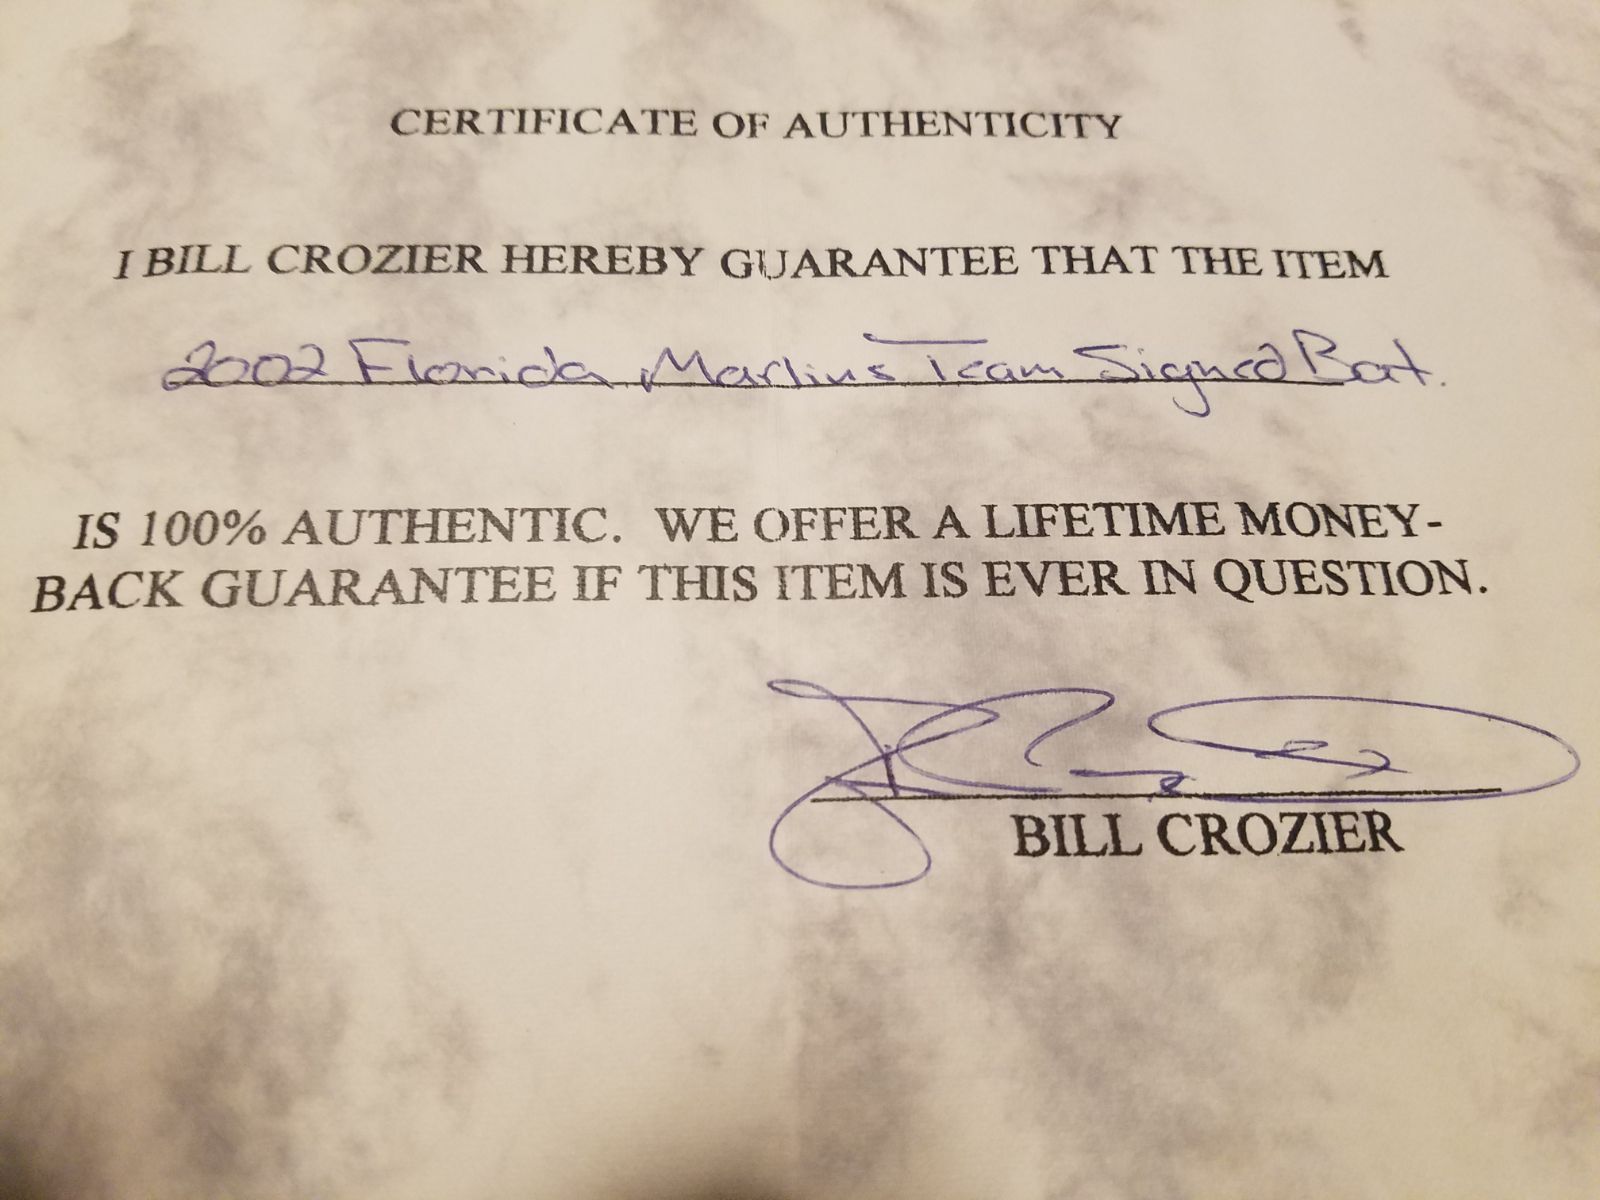 CERTIFICATE OF AUTHENTICITY
I BILL CROZIER HEREBY GUARANTEE THAT THE ITEM
2002 Florida Marlins Team Signed Bat.
IS 100% AUTHENTIC. WE OFFER A LIFETIME MONEY-
BACK GUARANTEE IF THIS ITEM IS EVER IN QUESTION.
BILL CROZIER